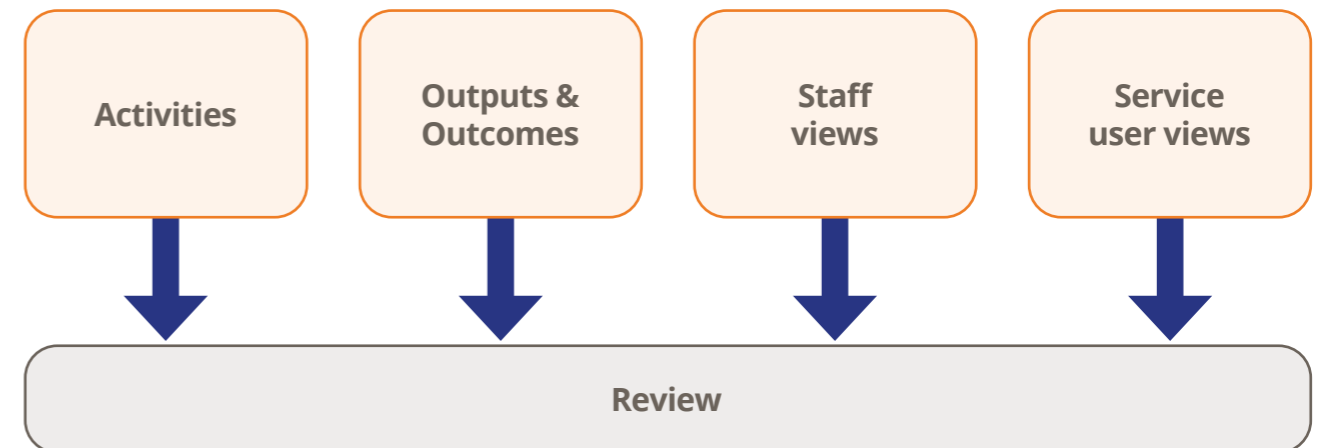 Activities
Outputs &
Outcomes
Staff
views
Service
user views
Review